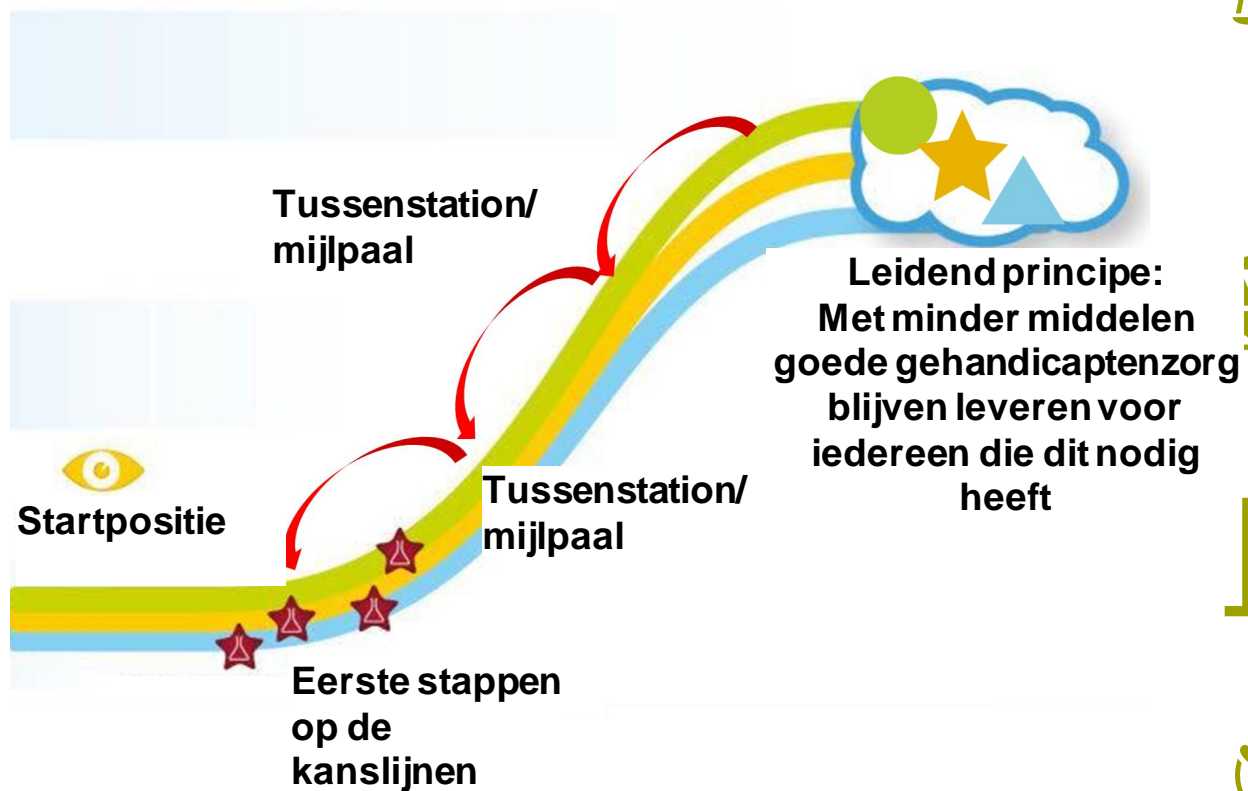 Tussenstation/
mijlpaal
Leidend principe:
Met minder middelen
goede gehandicaptenzorg
blijven leveren voor
iedereen die dit nodig
heeft
Startpositie
Tussenstation/
mijlpaal
Eerste stappen
op de
kanslijnen